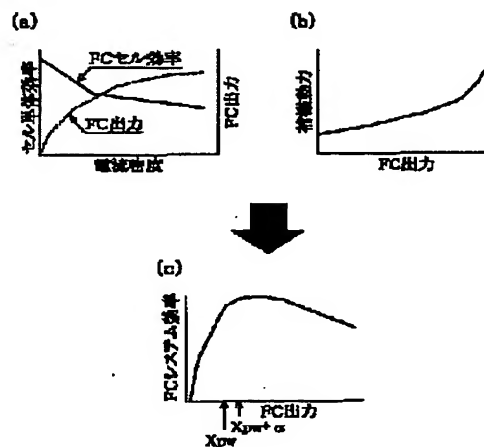 (a)
FCセル効率
FC出力
セル単体効率
FC出力
電流密度
(b)
補機動力
FC出力
(c)
FCシステム効率
FC出力
Xpw+α
Xpw